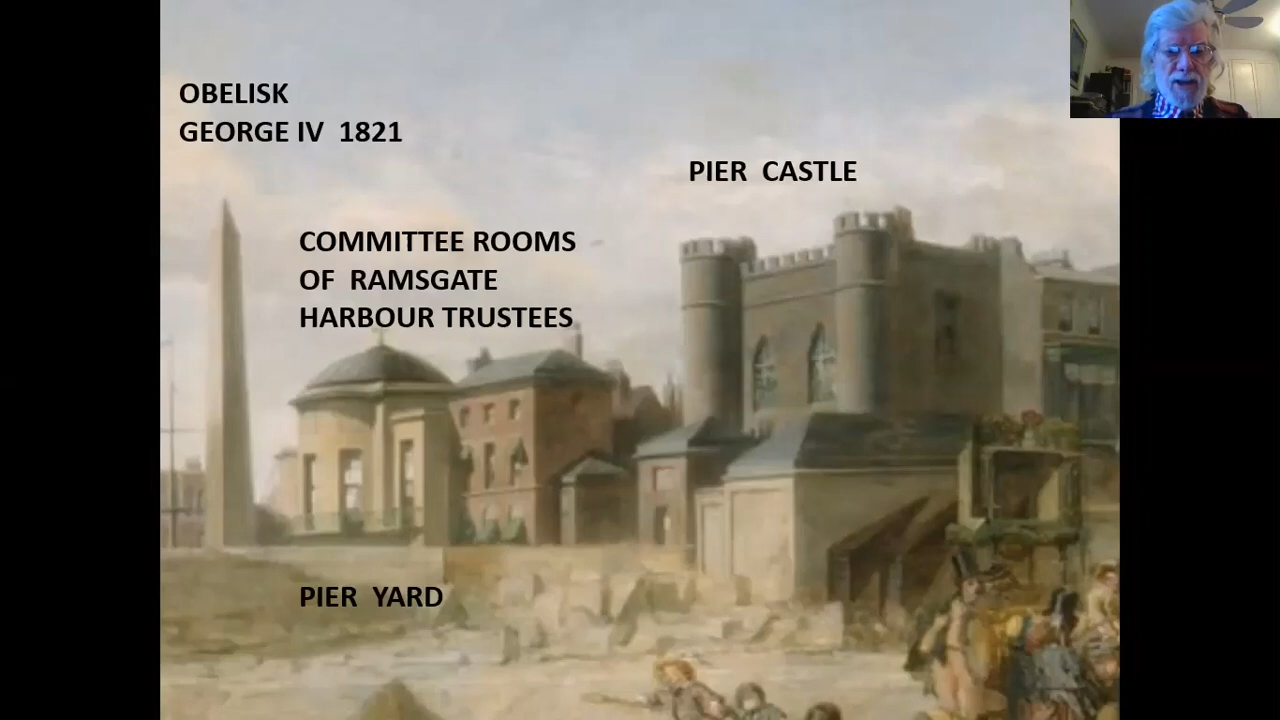 OBELISK
GEORGE IV 1821
PIER CASTLE
COMMITTEE ROOMS
OF RAMSGATE
HARBOUR TRUSTEES
PIER YARD